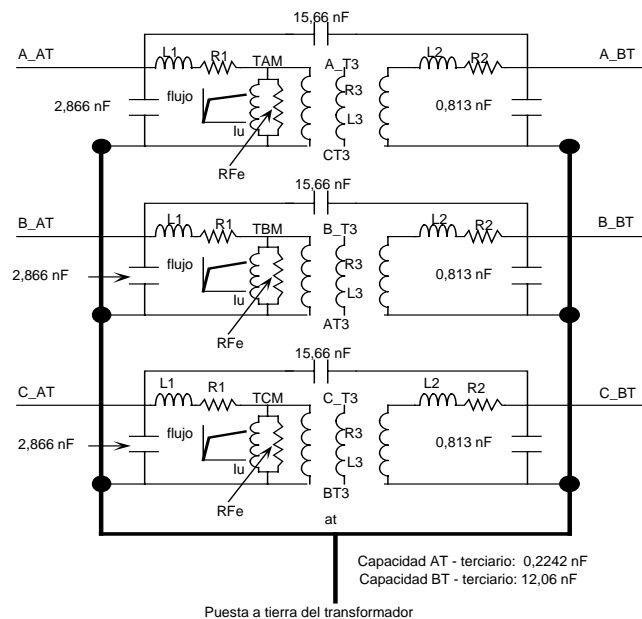 15,66 nF
A_AT
L1
R1
TAM
A_T3
L2
R2
A_BT
2,866 nF
flujo
Iu
R3
L3
0,813 nF
RFe
CT3
15,66 nF
B_AT
L1
R1
TBM
B_T3
L2
R2
B_BT
2,866 nF
flujo
Iu
R3
L3
0,813 nF
RFe
AT3
15,66 nF
C_AT
L1
R1
TCM
C_T3
L2
R2
C_BT
2,866 nF
flujo
Iu
R3
L3
0,813 nF
RFe
BT3
at
Capacidad AT - terciario: 0,2242 nF
Capacidad BT - terciario: 12,06 nF
Puesta a tierra del transformador